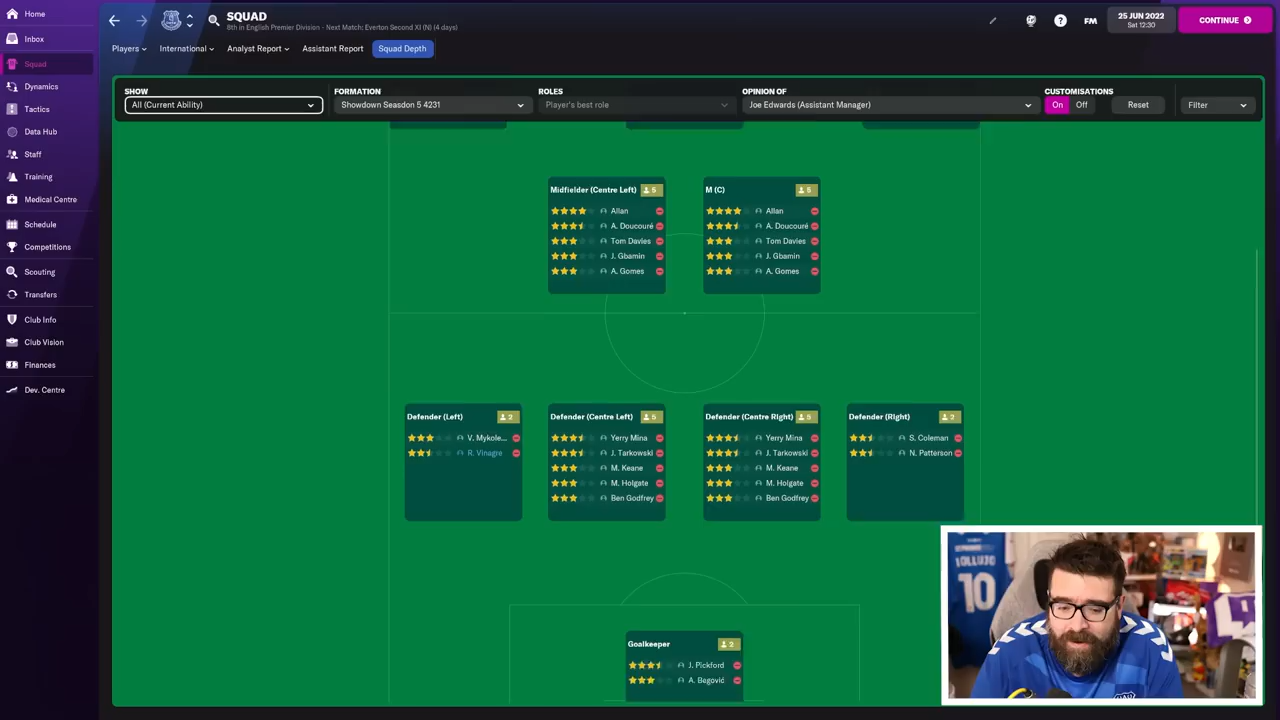 Home
Inbox
Squad
Dynamics
Tactics
Data Hub
Staff
Training
Medical Centre
Schedule
Competitions
Scouting
Transfers
Club Info
Club Vision
Finances
Dev. Centre
SQUAD
8th in English Premier Division - Next Match: Everton Second XI (N) (4 days)
FM
25 JUN 2022
Sat 12:30
CONTINUE
Players
International
Analyst Report
Assistant Report
Squad Depth
SHOW
All (Current Ability)
FORMATION
Showdown Seasdon 5 4231
ROLES
Player's best role
OPINION OF
Joe Edwards (Assistant Manager)
CUSTOMISATIONS
On Off
Reset
Filter
Midfielder (Centre Left) 5
Allan
A. Doucouré
Tom Davies
J. Gbamin
A. Gomes
M (C) 5
Allan
A. Doucouré
Tom Davies
J. Gbamin
A. Gomes
Defender (Left) 2
V. Mykole...
R. Vinagre
Defender (Centre Left) 5
Yerry Mina
J. Tarkowski
M. Keane
M. Holgate
Ben Godfrey
Defender (Centre Right) 5
Yerry Mina
J. Tarkowski
M. Keane
M. Holgate
Ben Godfrey
Defender (Right) 2
S. Coleman
N. Patterson
Goalkeeper 2
J. Pickford
A. Begović
10